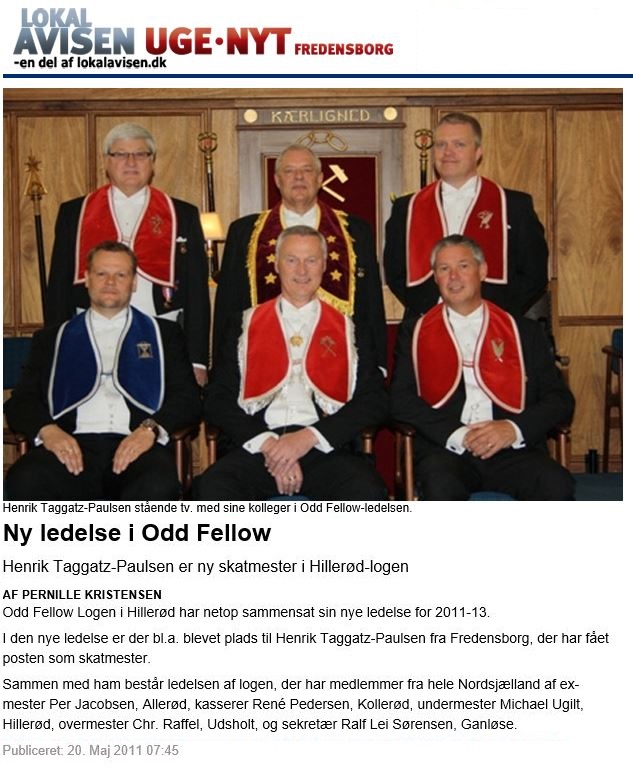 LOKAL
AVISEN UGE·NYT FREDENSBORG
-en del af lokalavisen.dk
KÆRLIGHED
Henrik Taggatz-Paulsen stående tv. med sine kolleger i Odd Fellow-ledelsen.
Ny ledelse i Odd Fellow
Henrik Taggatz-Paulsen er ny skatmester i Hillerød-logen
AF PERNILLE KRISTENSEN
Odd Fellow Logen i Hillerød har netop sammensat sin nye ledelse for 2011-13.
I den nye ledelse er der bl.a. blevet plads til Henrik Taggatz-Paulsen fra Fredensborg, der har fået
posten som skatmester.
Sammen med ham består ledelsen af logen, der har medlemmer fra hele Nordsjælland af ex-
mester Per Jacobsen, Allerød, kasserer René Pedersen, Kollerød, undermester Michael Ugilt,
Hillerød, overmester Chr. Raffel, Udsholt, og sekretær Ralf Lei Sørensen, Ganløse.
Publiceret: 20. Maj 2011 07:45